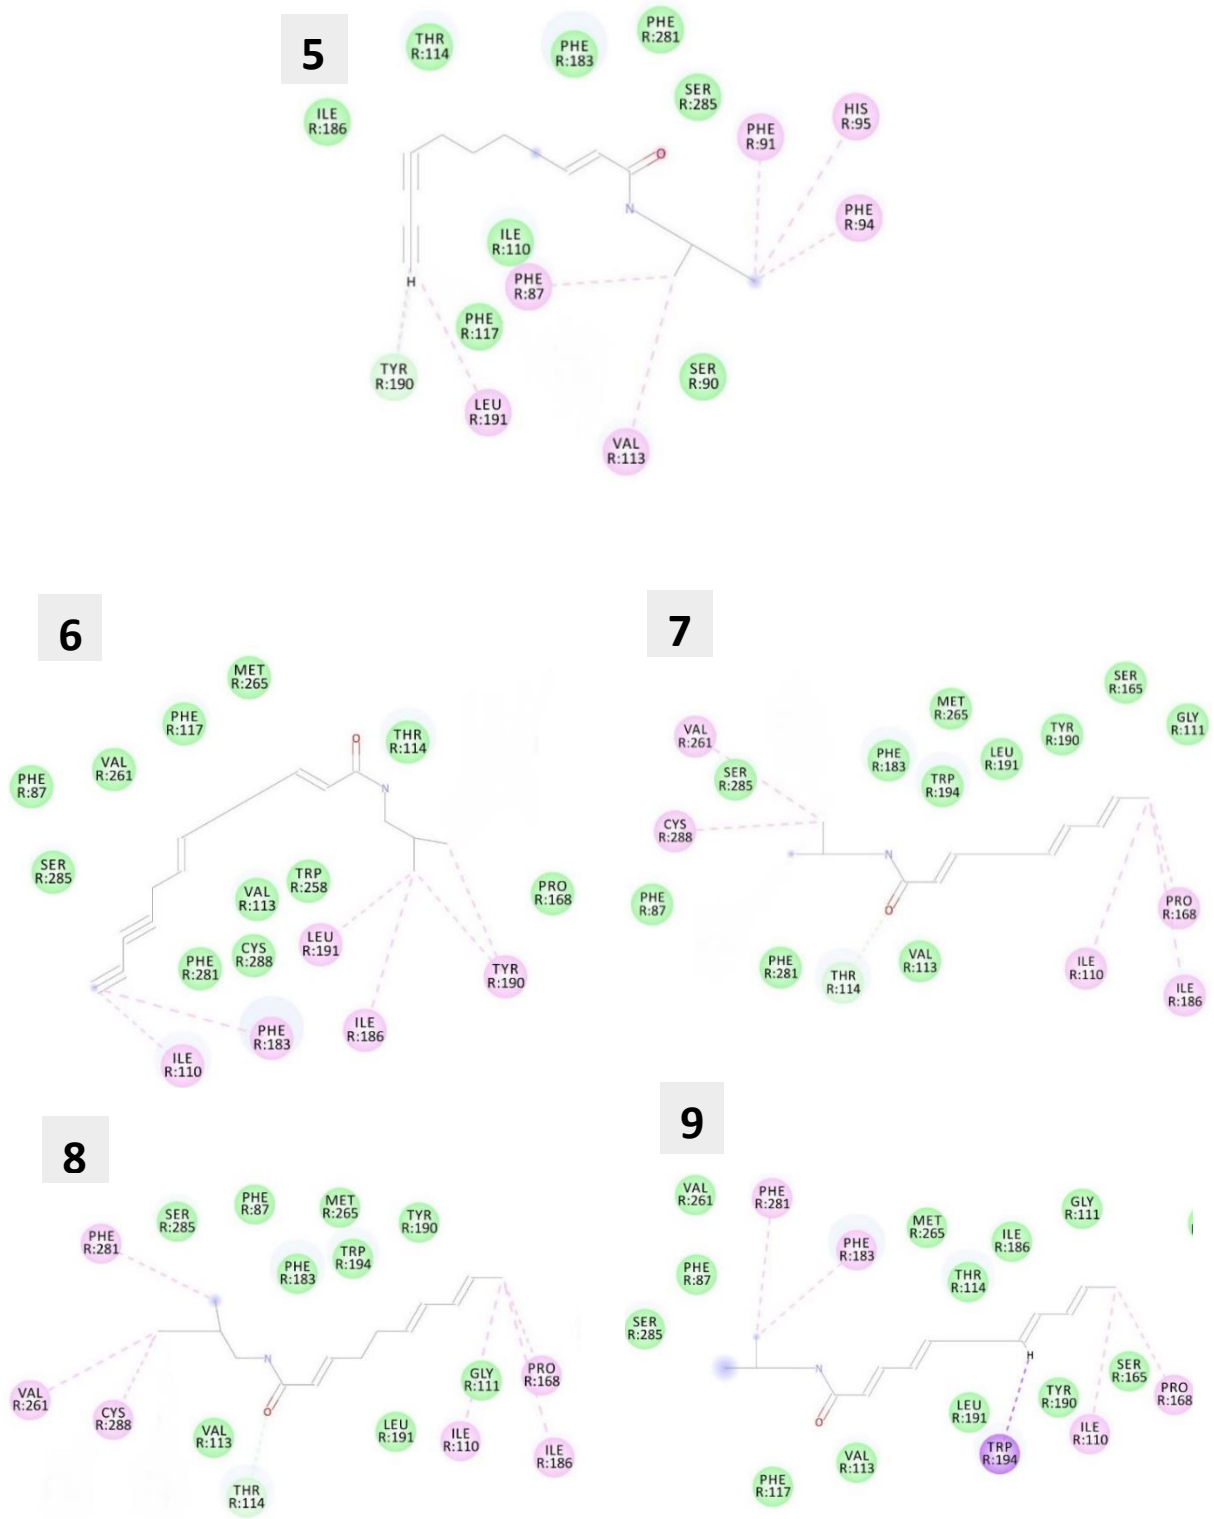 5
THR
R:114
PHE
R:183
PHE
R:281
SER
R:285
ILE
R:186
PHE
R:91
HIS
R:95
O
N
PHE
R:94
ILE
R:110
PHE
R:87
H
PHE
R:117
TYR
R:190
LEU
R:191
SER
R:90
VAL
R:113
6
MET
R:265
PHE
R:117
THR
R:114
VAL
R:261
PHE
R:87
O
N
SER
R:285
VAL
R:113
TRP
R:258
PRO
R:168
LEU
R:191
CYS
R:288
PHE
R:281
TYR
R:190
PHE
R:183
ILE
R:186
ILE
R:110
7
SER
R:165
MET
R:265
GLY
R:111
VAL
R:261
TYR
R:190
PHE
R:183
LEU
R:191
SER
R:285
TRP
R:194
CYS
R:288
N
O
PHE
R:87
PRO
R:168
PHE
R:281
THR
R:114
VAL
R:113
ILE
R:110
ILE
R:186
8
SER
R:285
PHE
R:87
MET
R:265
TYR
R:190
PHE
R:281
PHE
R:183
TRP
R:194
N
O
GLY
R:111
PRO
R:168
VAL
R:261
CYS
R:288
VAL
R:113
LEU
R:191
ILE
R:110
ILE
R:186
THR
R:114
9
VAL
R:261
PHE
R:281
GLY
R:111
MET
R:265
ILE
R:186
PHE
R:183
PHE
R:87
THR
R:114
SER
R:285
H
N
O
SER
R:165
LEU
R:191
TYR
R:190
PRO
R:168
ILE
R:110
TRP
R:194
VAL
R:113
PHE
R:117